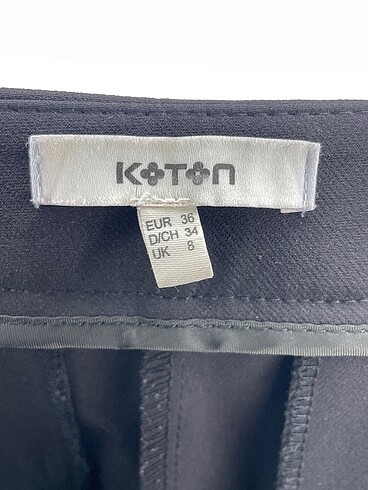 KOTON
EUR 36
D/CH 34
UK 8